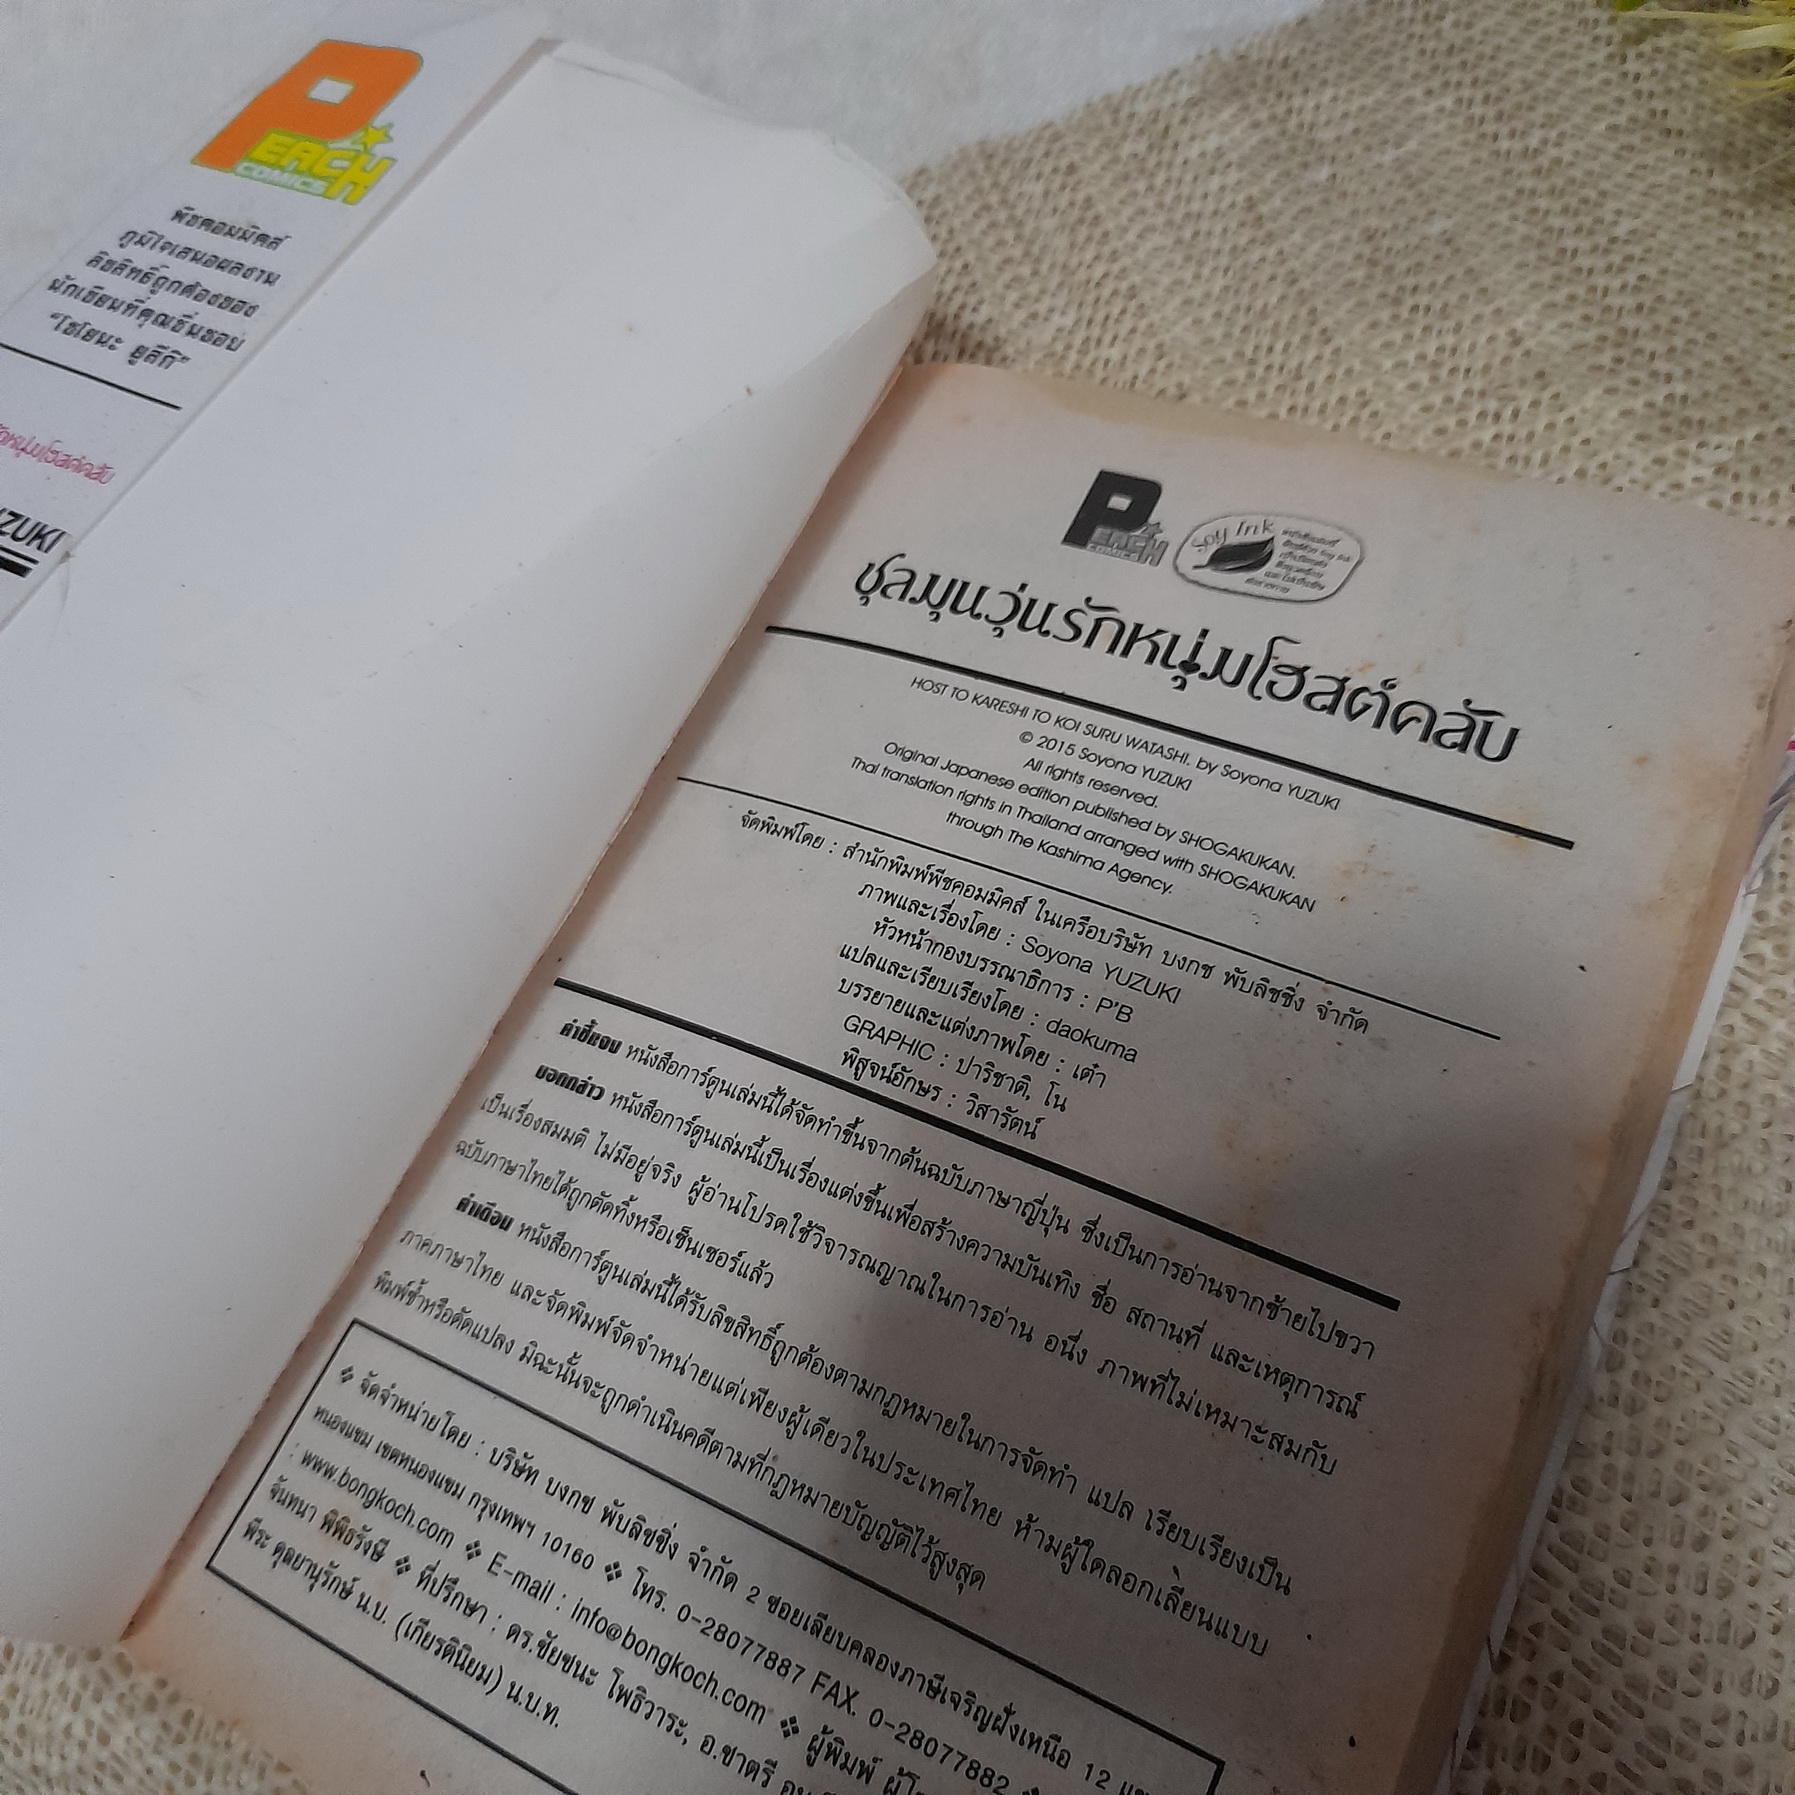 PEACH
COMICS
พีชคอมมิคส์
ภูมิใจเสนอผลงาน
ลิขสิทธิ์ถูกต้องของ
นักเขียนที่คุณชื่นชอบ
"โซโยนะ ยูสึกิ"
หนุ่มโฮสต์คลับ
UZUKI
PEACH
COMICS
Soy Ink
ชุลมุนวุ่นรักหนุ่มโฮสต์คลับ
HOST TO KARESHI TO KOI SURU WATASHI. by Soyona YUZUKI
© 2015 Soyona YUZUKI
All rights reserved.
Original Japanese edition published by SHOGAKUKAN.
Thai translation rights in Thailand arranged with SHOGAKUKAN
through The Kashima Agency.
จัดพิมพ์โดย : สำนักพิมพ์พีชคอมมิคส์ ในเครือบริษัท บงกช พับลิชชิ่ง จำกัด
ภาพและเรื่องโดย : Soyona YUZUKI
หัวหน้ากองบรรณาธิการ : P'B
แปลและเรียบเรียงโดย : daokuma
บรรยายและแต่งภาพโดย : เต๋า
GRAPHIC : ปาริชาติ, โน
พิสูจน์อักษร : วิสารัตน์
คำชี้แจง หนังสือการ์ตูนเล่มนี้ได้จัดทำขึ้นจากต้นฉบับภาษาญี่ปุ่น ซึ่งเป็นการอ่านจากซ้ายไปขวา
บอกกล่าว หนังสือการ์ตูนเล่มนี้เป็นเรื่องแต่งขึ้นเพื่อสร้างความบันเทิง ชื่อ สถานที่ และเหตุการณ์
เป็นเรื่องสมมติ ไม่มีอยู่จริง ผู้อ่านโปรดใช้วิจารณญาณในการอ่าน อนึ่ง ภาพที่ไม่เหมาะสมกับ
ฉบับภาษาไทยได้ถูกตัดทิ้งหรือเซ็นเซอร์แล้ว
คำเตือน หนังสือการ์ตูนเล่มนี้ได้รับลิขสิทธิ์ถูกต้องตามกฎหมายในการจัดทำ แปล เรียบเรียงเป็น
ภาคภาษาไทย และจัดพิมพ์จัดจำหน่ายแต่เพียงผู้เดียวในประเทศไทย ห้ามผู้ใดลอกเลียนแบบ
พิมพ์ซ้ำหรือดัดแปลง มิฉะนั้นจะถูกดำเนินคดีตามที่กฎหมายบัญญัติไว้สูงสุด
❖ จัดจำหน่ายโดย : บริษัท บงกช พับลิชชิ่ง จำกัด 2 ซอยเลียบคลองภาษีเจริญฝั่งเหนือ 12
หนองแขม เขตหนองแขม กรุงเทพฯ 10160 ❖ โทร. 0-28077887 FAX. 0-28077882
: www.bongkoch.com ❖ E-mail : info@bongkoch.com ❖ ผู้พิมพ์
จันทนา พิพิธรังษี ❖ ที่ปรึกษา : ดร.ชัยชนะ โพธิวาระ, อ.ชาตรี
พีระ ดุลยานุรักษ์ น.บ. (เกียรตินิยม) น.บ.ท.